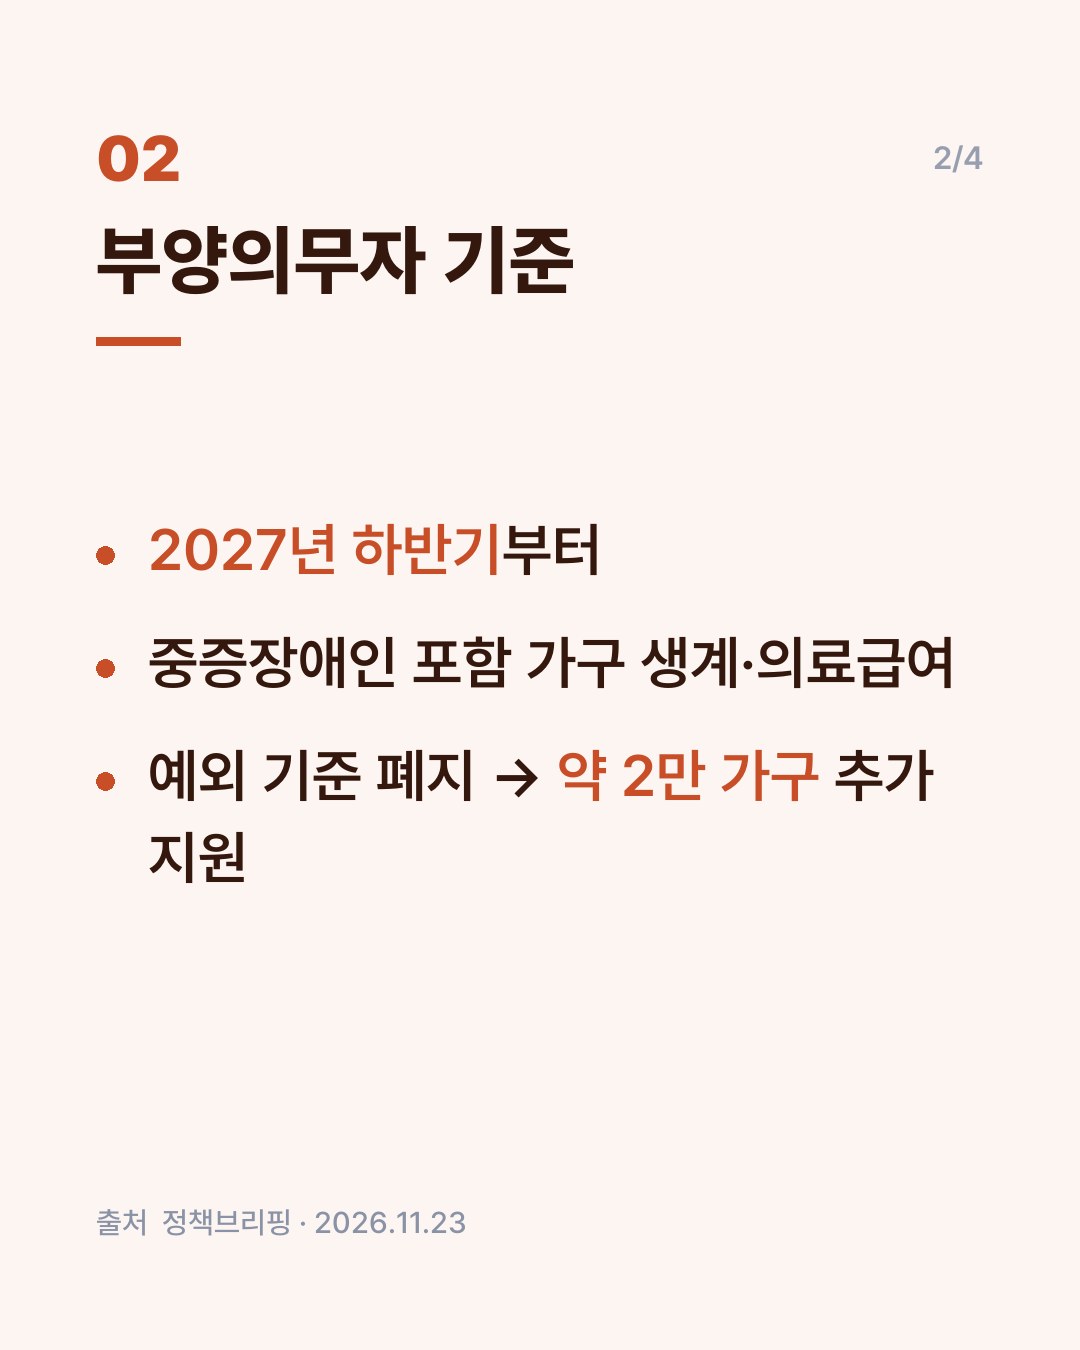 02
2/4
부양의무자 기준
• 2027년 하반기부터
• 중증장애인 포함 가구 생계·의료급여
• 예외 기준 폐지 → 약 2만 가구 추가
지원
출처 정책브리핑 · 2026.11.23